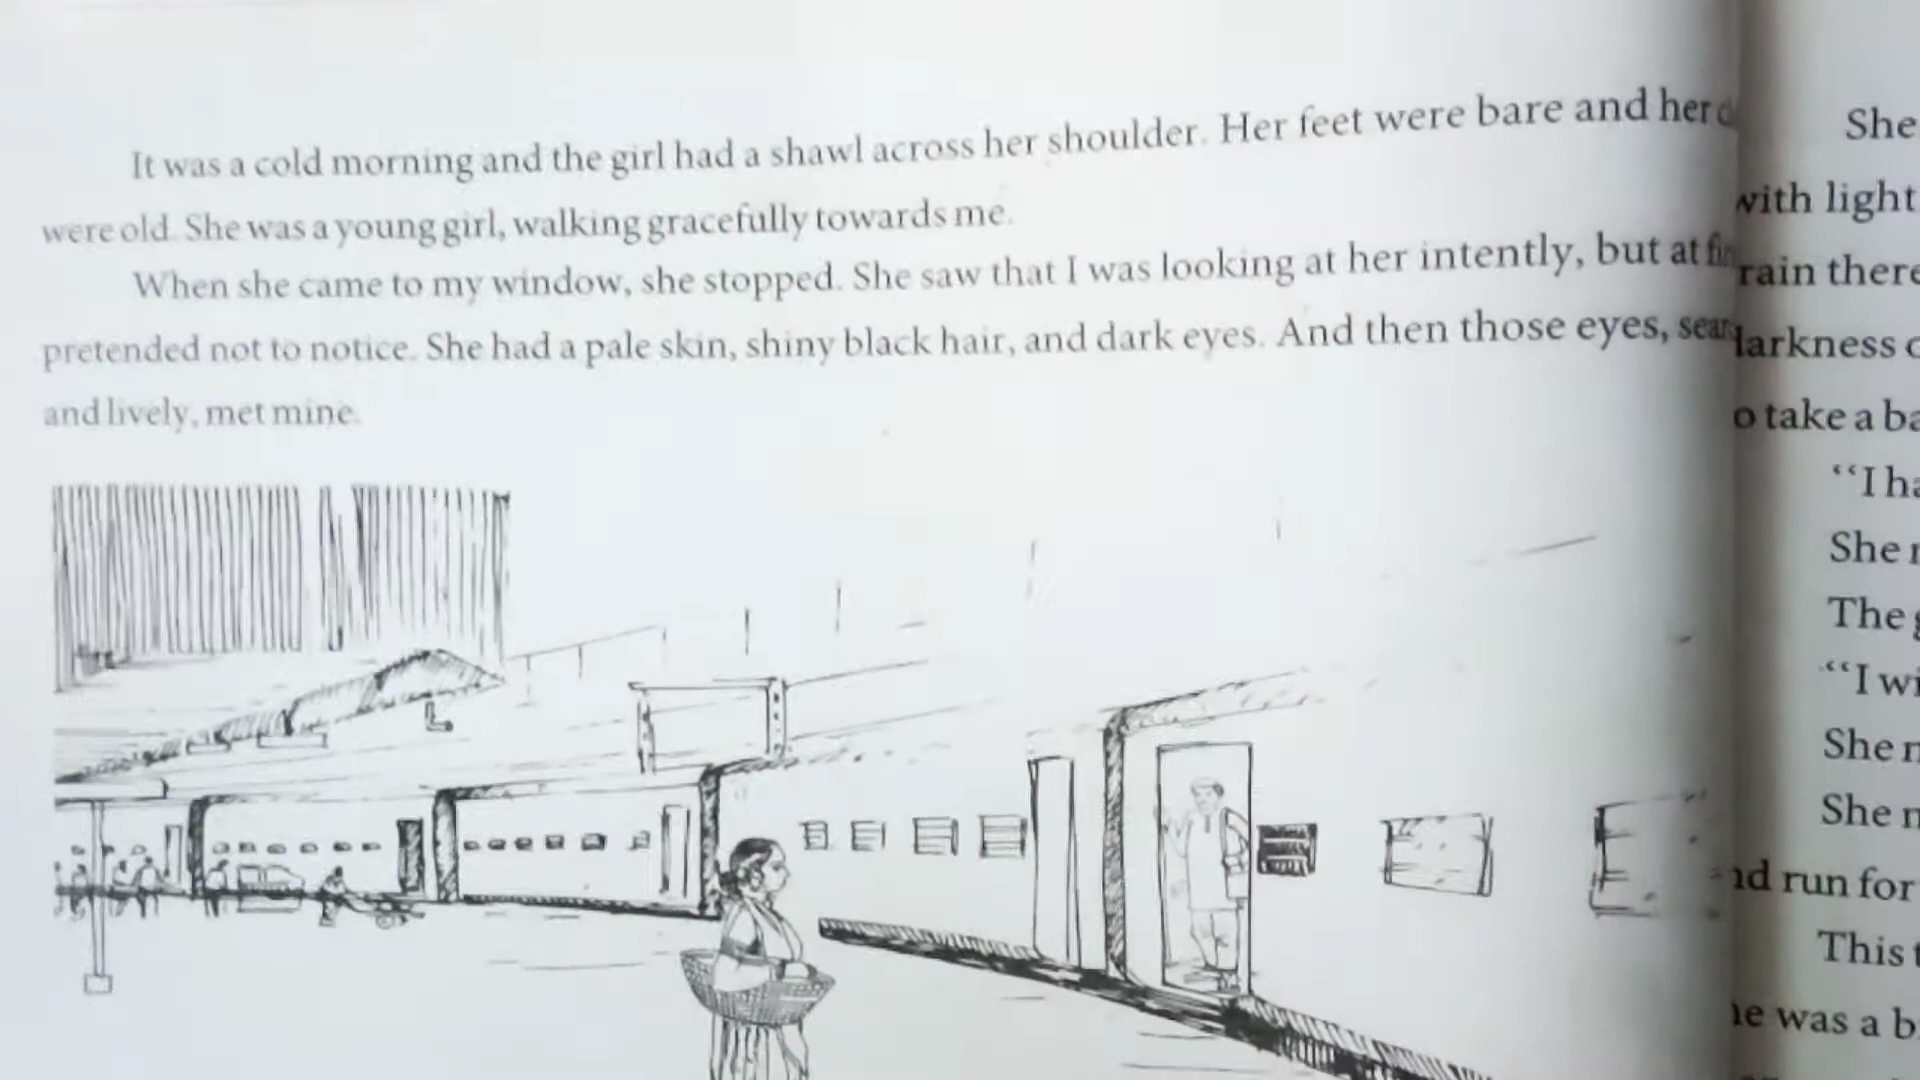 It was a cold morning and the girl had a shawl across her shoulder. Her feet were bare and her
were old. She was a young girl, walking gracefully towards me.
When she came to my window, she stopped. She saw that I was looking at her intently, but at
pretended not to notice. She had a pale skin, shiny black hair, and dark eyes. And then those eyes,
and lively, met mine.
She
with light
there
take a
“I
She
The
“I
She
She
run for
This
was a